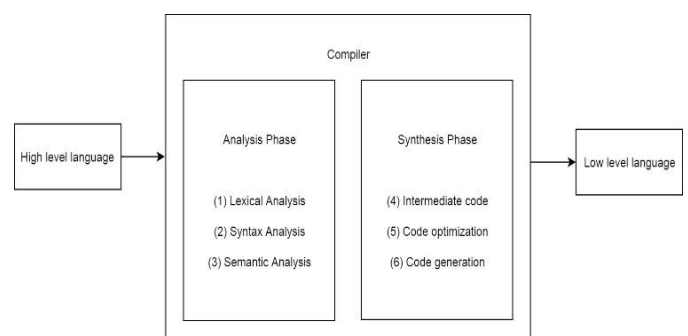 Compiler
High level language
Analysis Phase
(1) Lexical Analysis
(2) Syntax Analysis
(3) Semantic Analysis
Synthesis Phase
(4) Intermediate code
(5) Code optimization
(6) Code generation
Low level language